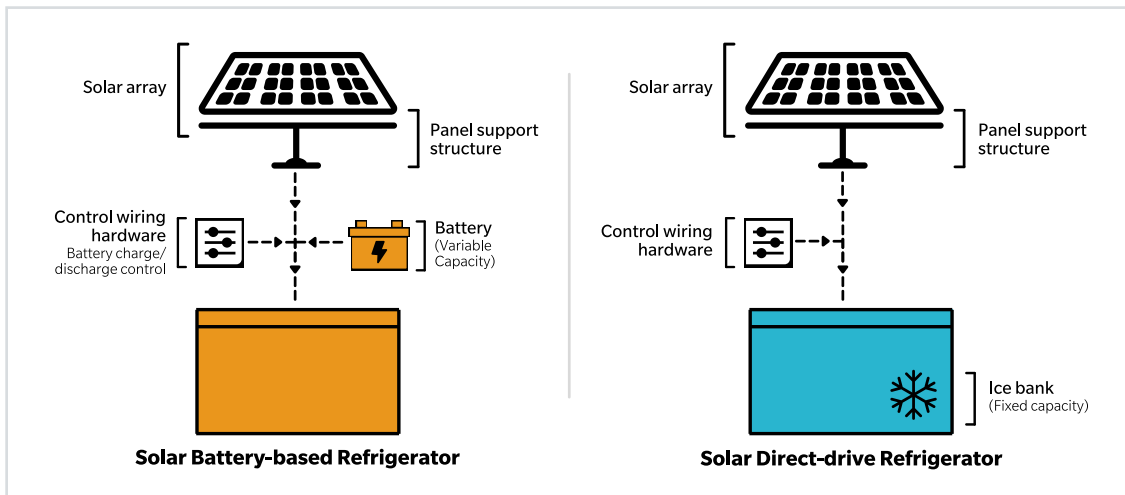 Solar array
Panel support
structure
Control wiring
hardware
Battery charge/
discharge control
Battery
(Variable
Capacity)
Solar Battery-based Refrigerator
Solar array
Panel support
structure
Control wiring
hardware
Ice bank
(Fixed capacity)
Solar Direct-drive Refrigerator